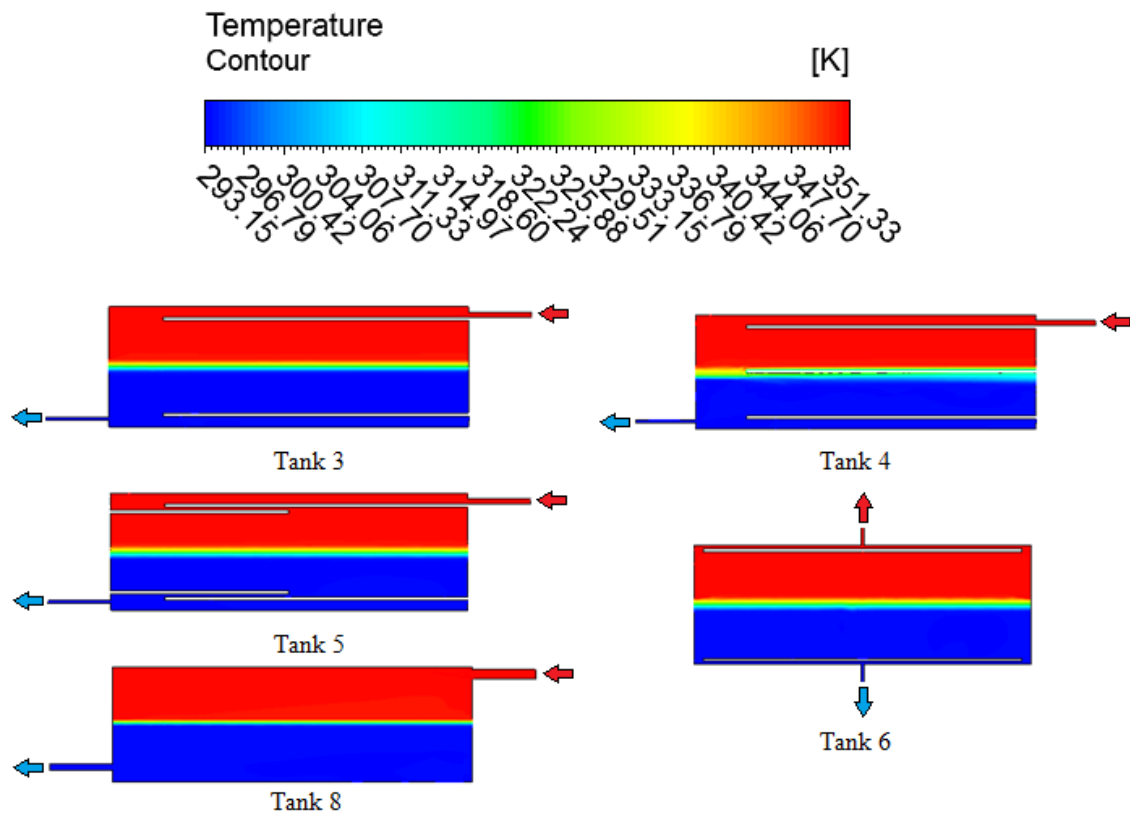 Temperature
Contour [K]
293.15
296.79
300.42
304.06
307.70
311.33
314.97
318.60
322.24
325.88
329.51
333.15
336.79
340.42
344.06
347.70
351.33
Tank 3
Tank 4
Tank 5
Tank 6
Tank 8